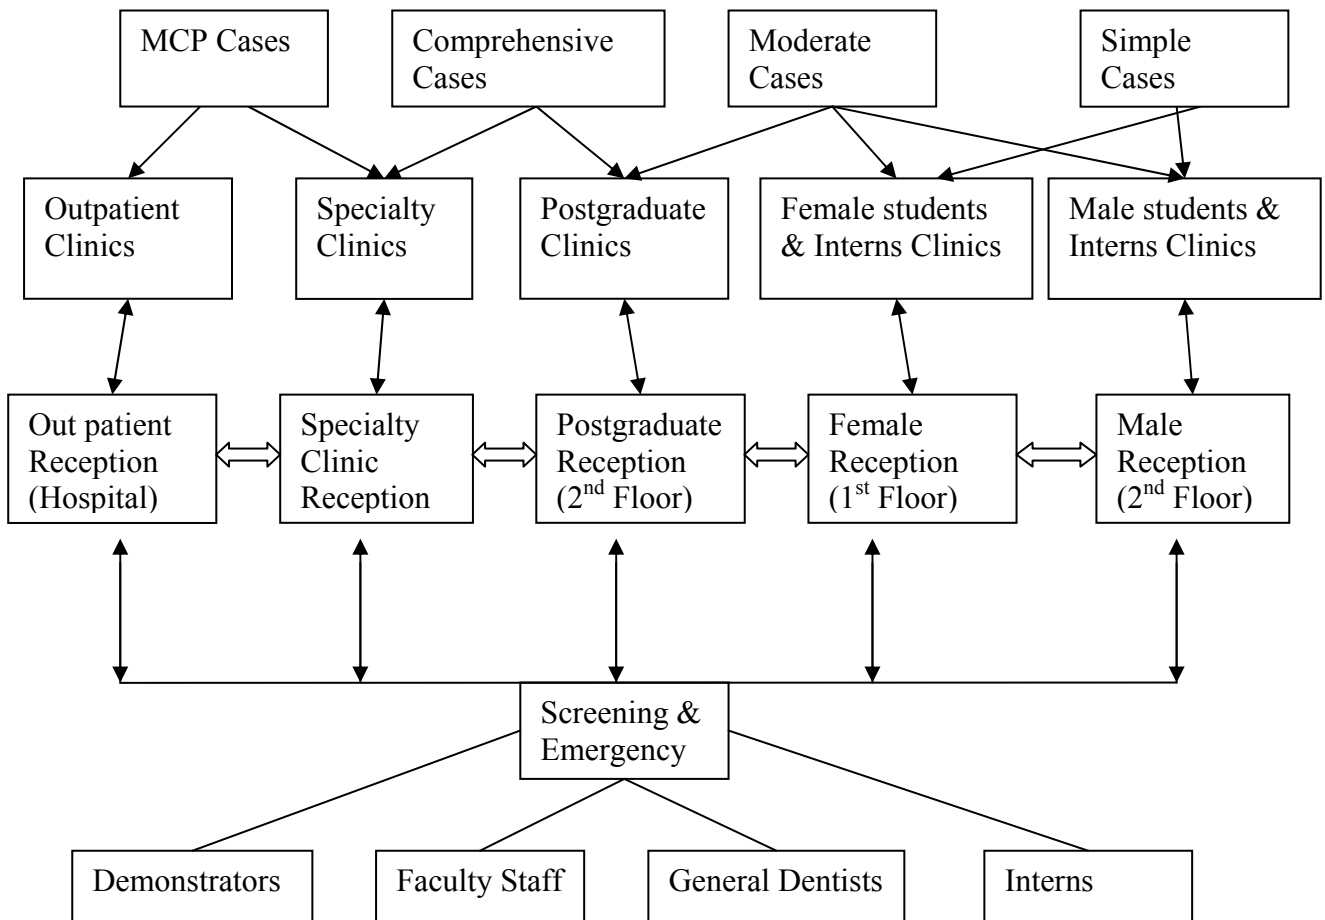 MCP Cases
Comprehensive
Cases
Moderate
Cases
Simple
Cases
Outpatient
Clinics
Specialty
Clinics
Postgraduate
Clinics
Female students
& Interns Clinics
Male students &
Interns Clinics
Out patient
Reception
(Hospital)
Specialty
Clinic
Reception
Postgraduate
Reception
(2nd Floor)
Female
Reception
(1st Floor)
Male
Reception
(2nd Floor)
Screening &
Emergency
Demonstrators
Faculty Staff
General Dentists
Interns